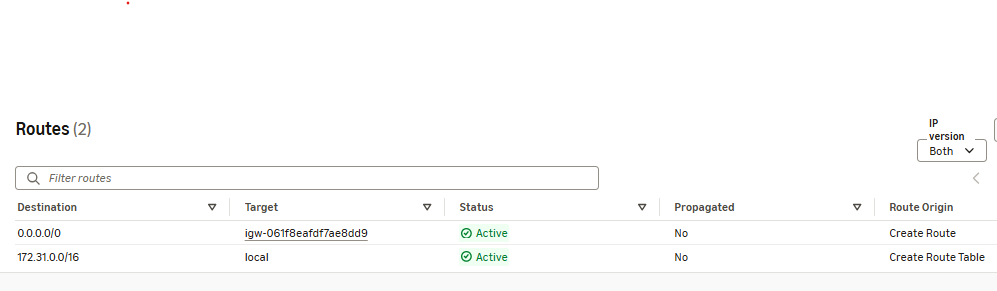 Routes (2)
IP
version
Both
Filter routes
Destination Target Status Propagated Route Origin
0.0.0.0/0 igw-061f8eafdf7ae8dd9 Active No Create Route
172.31.0.0/16 local Active No Create Route Table